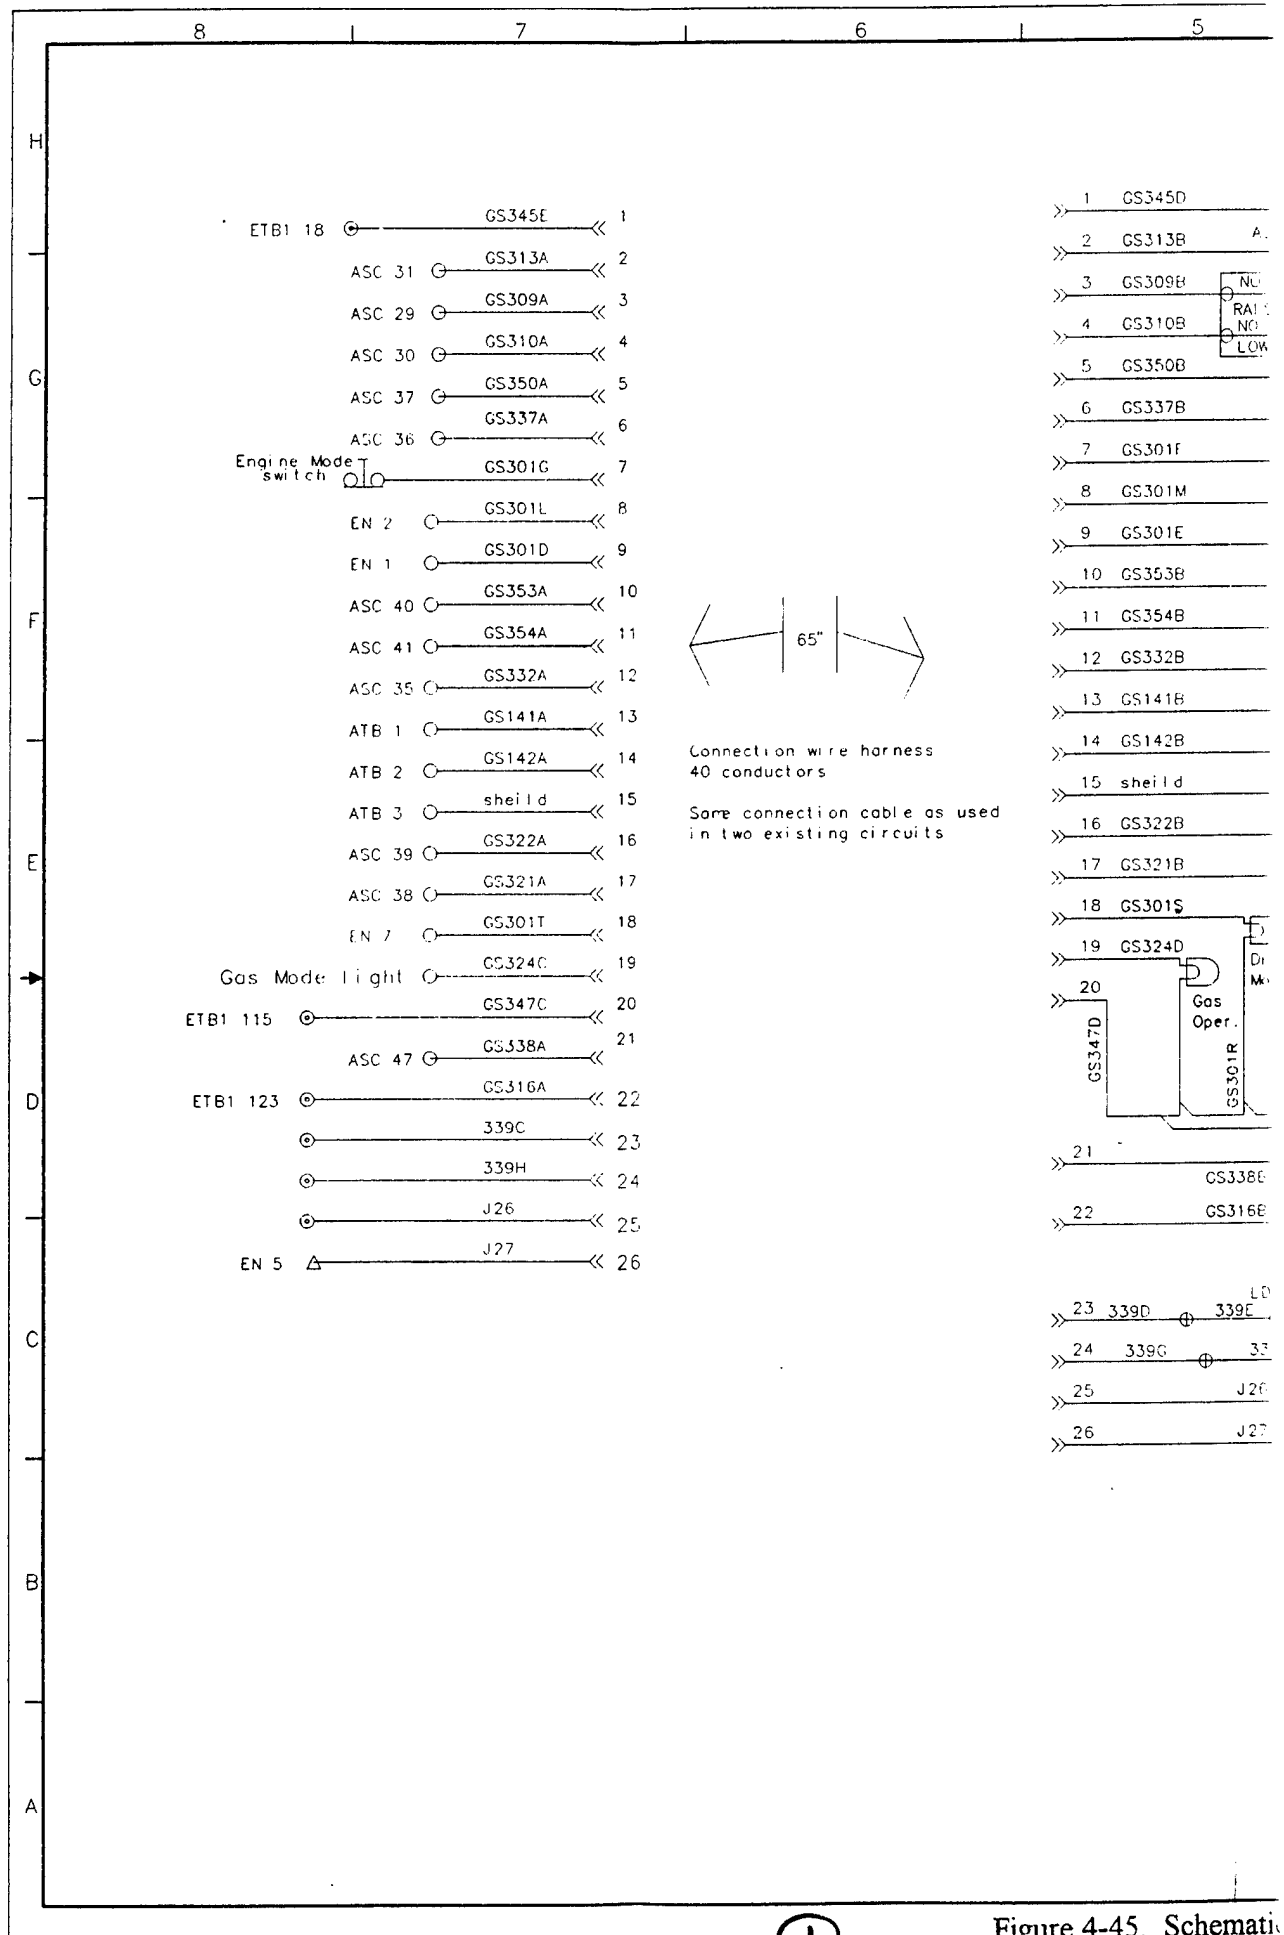 8 7 6 5
H
G
F
E
D
C
B
A
ETB1 18 GS345E 1
ASC 31 GS313A 2
ASC 29 GS309A 3
ASC 30 GS310A 4
ASC 37 GS350A 5
ASC 36 GS337A 6
Engine Mode
switch GS301G 7
EN 2 GS301L 8
EN 1 GS301D 9
ASC 40 GS353A 10
ASC 41 GS354A 11
ASC 35 GS332A 12
ATB 1 GS141A 13
ATB 2 GS142A 14
ATB 3 sheild 15
ASC 39 GS322A 16
ASC 38 GS321A 17
EN 7 GS301T 18
Gas Mode light GS324C 19
ETB1 115 GS347C 20
ASC 47 GS338A 21
ETB1 123 GS316A 22
339C 23
339H 24
J26 25
EN 5 J27 26
65"
Connection wire harness
40 conductors
Same connection cable as used
in two existing circuits
1 GS345D
2 GS313B A.
3 GS309B
4 GS310B NO
LOW
5 GS350B
6 GS337B
7 GS301F
8 GS301M
9 GS301E
10 GS353B
11 GS354B
12 GS332B
13 GS141B
14 GS142B
15 sheild
16 GS322B
17 GS321B
18 GS301S
19 GS324D
20
Gas
Oper.
GS347D
GS301R
21
GS338B
22 GS316B
23 339D 339E
24 339G
25 J26
26 J27
1
Figure 4-45. Schemati